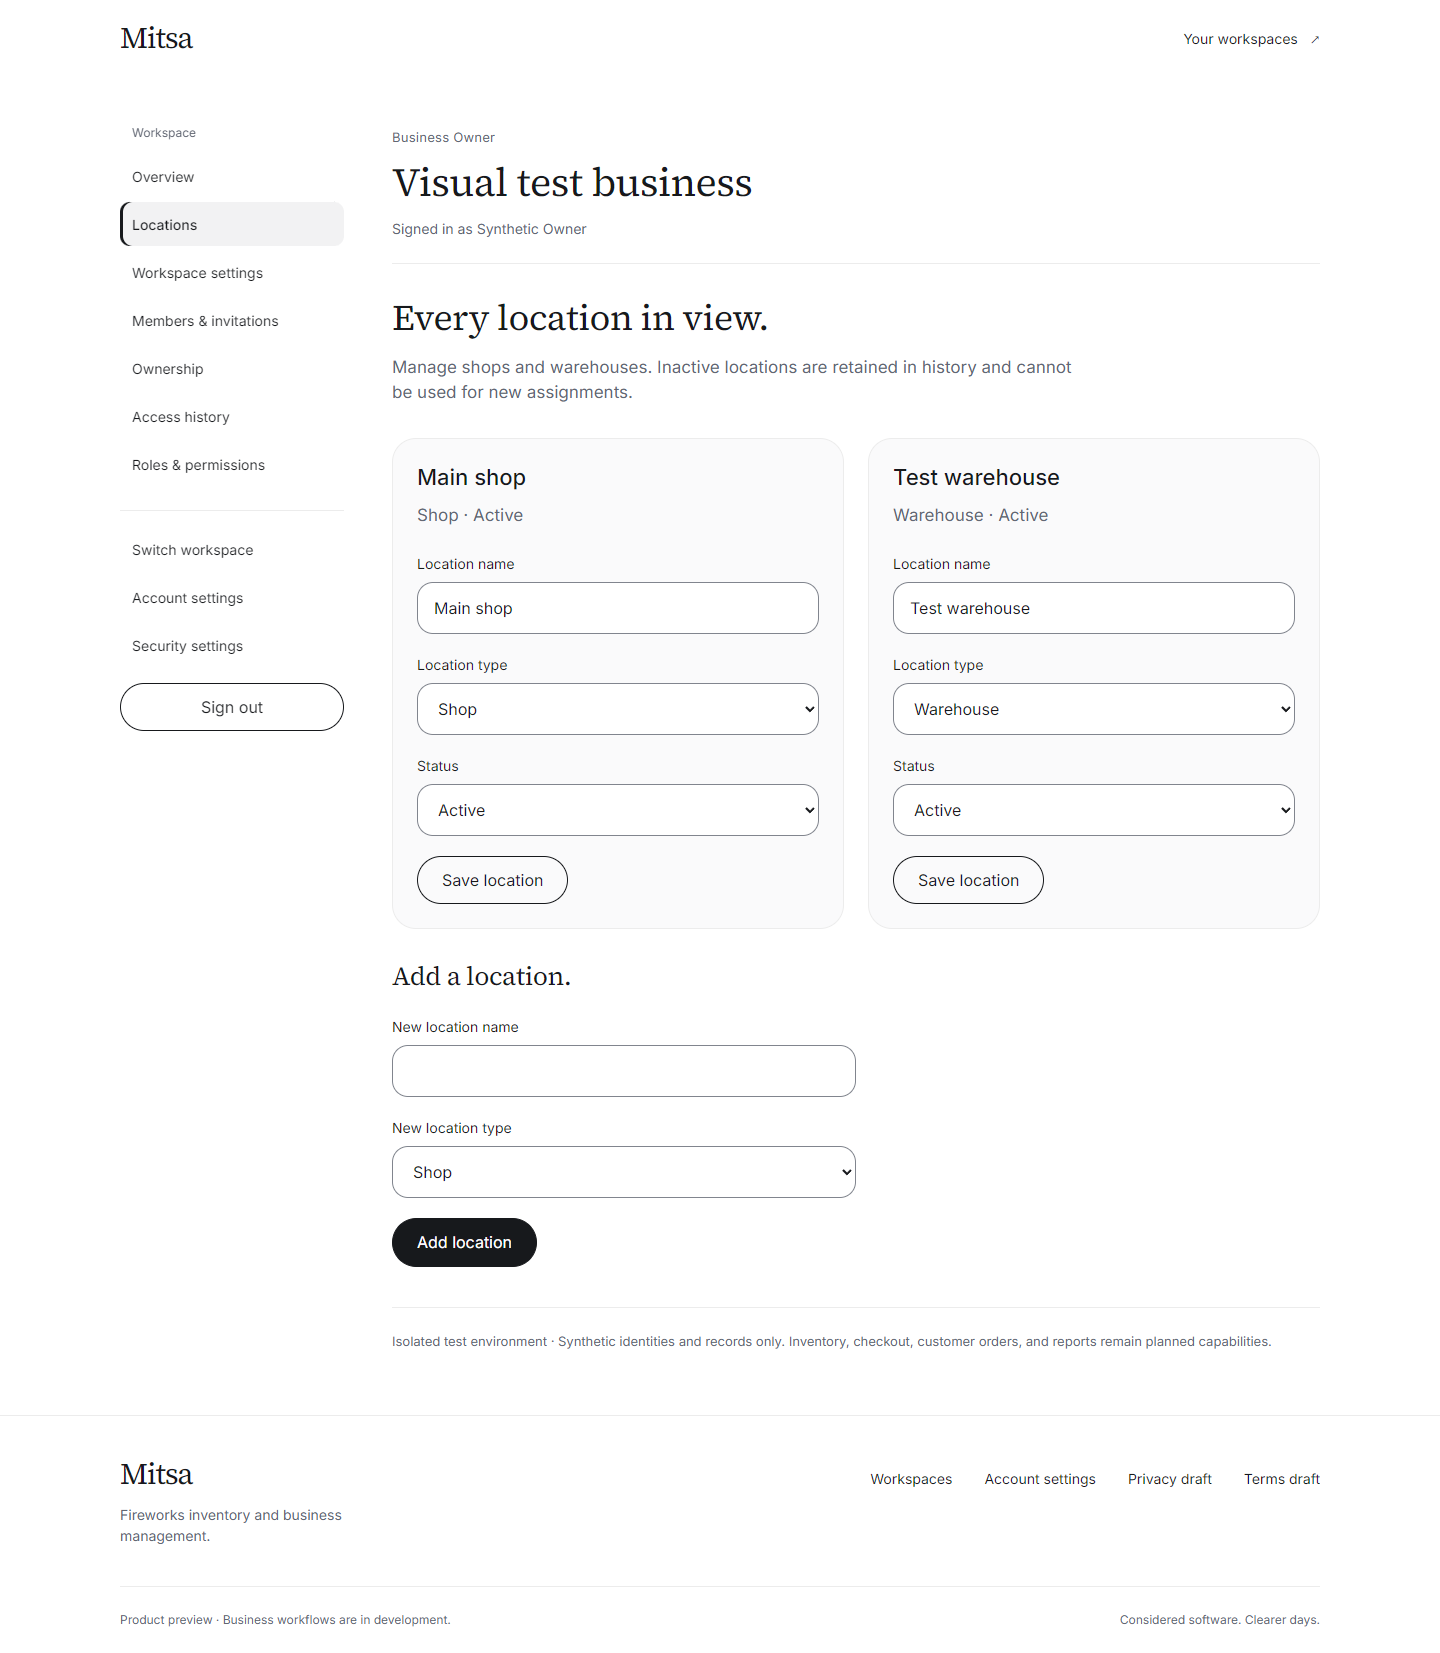 Mitsa
Your workspaces ↗
Workspace
Overview
Locations
Workspace settings
Members & invitations
Ownership
Access history
Roles & permissions
Switch workspace
Account settings
Security settings
Sign out
Business Owner
Visual test business
Signed in as Synthetic Owner
Every location in view.
Manage shops and warehouses. Inactive locations are retained in history and cannot
be used for new assignments.
Main shop
Shop · Active
Location name
Main shop
Location type
Shop
Status
Active
Save location
Test warehouse
Warehouse · Active
Location name
Test warehouse
Location type
Warehouse
Status
Active
Save location
Add a location.
New location name
New location type
Shop
Add location
Isolated test environment · Synthetic identities and records only. Inventory, checkout, customer orders, and reports remain planned capabilities.
Mitsa
Fireworks inventory and business
management.
Workspaces
Account settings
Privacy draft
Terms draft
Product preview · Business workflows are in development.
Considered software. Clearer days.